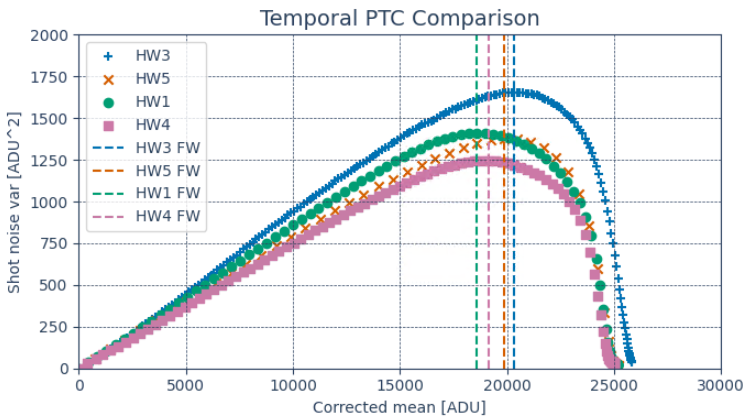 Temporal PTC Comparison
Shot noise var [ADU^2]
2000
1750
1500
1250
1000
750
500
250
0
HW3
HW5
HW1
HW4
HW3 FW
HW5 FW
HW1 FW
HW4 FW
0 5000 10000 15000 20000 25000 30000
Corrected mean [ADU]